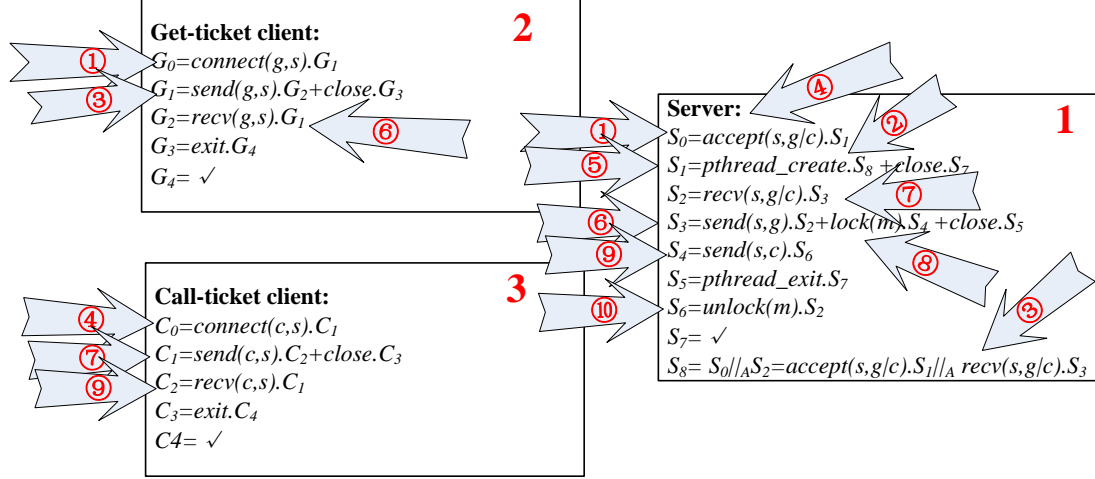 2
Get-ticket client:
① G0=connect(g,s).G1
③ G1=send(g,s).G2+close.G3
G2=recv(g,s).G1 ⑥
G3=exit.G4
G4= ✓
1
Server: ④
① S0=accept(s,g|c).S1 ②
⑤ S1=pthread_create.S8 +close.S7
S2=recv(s,g|c).S3 ⑦
⑥ S3=send(s,g).S2+lock(m).S4 +close.S5
⑨ S4=send(s,c).S6 ⑧
S5=pthread_exit.S7
⑩ S6=unlock(m).S2 ③
S7= ✓
S8= S0//AS2=accept(s,g|c).S1//A recv(s,g|c).S3
3
Call-ticket client:
④ C0=connect(c,s).C1
⑦ C1=send(c,s).C2+close.C3
⑨ C2=recv(c,s).C1
C3=exit.C4
C4= ✓